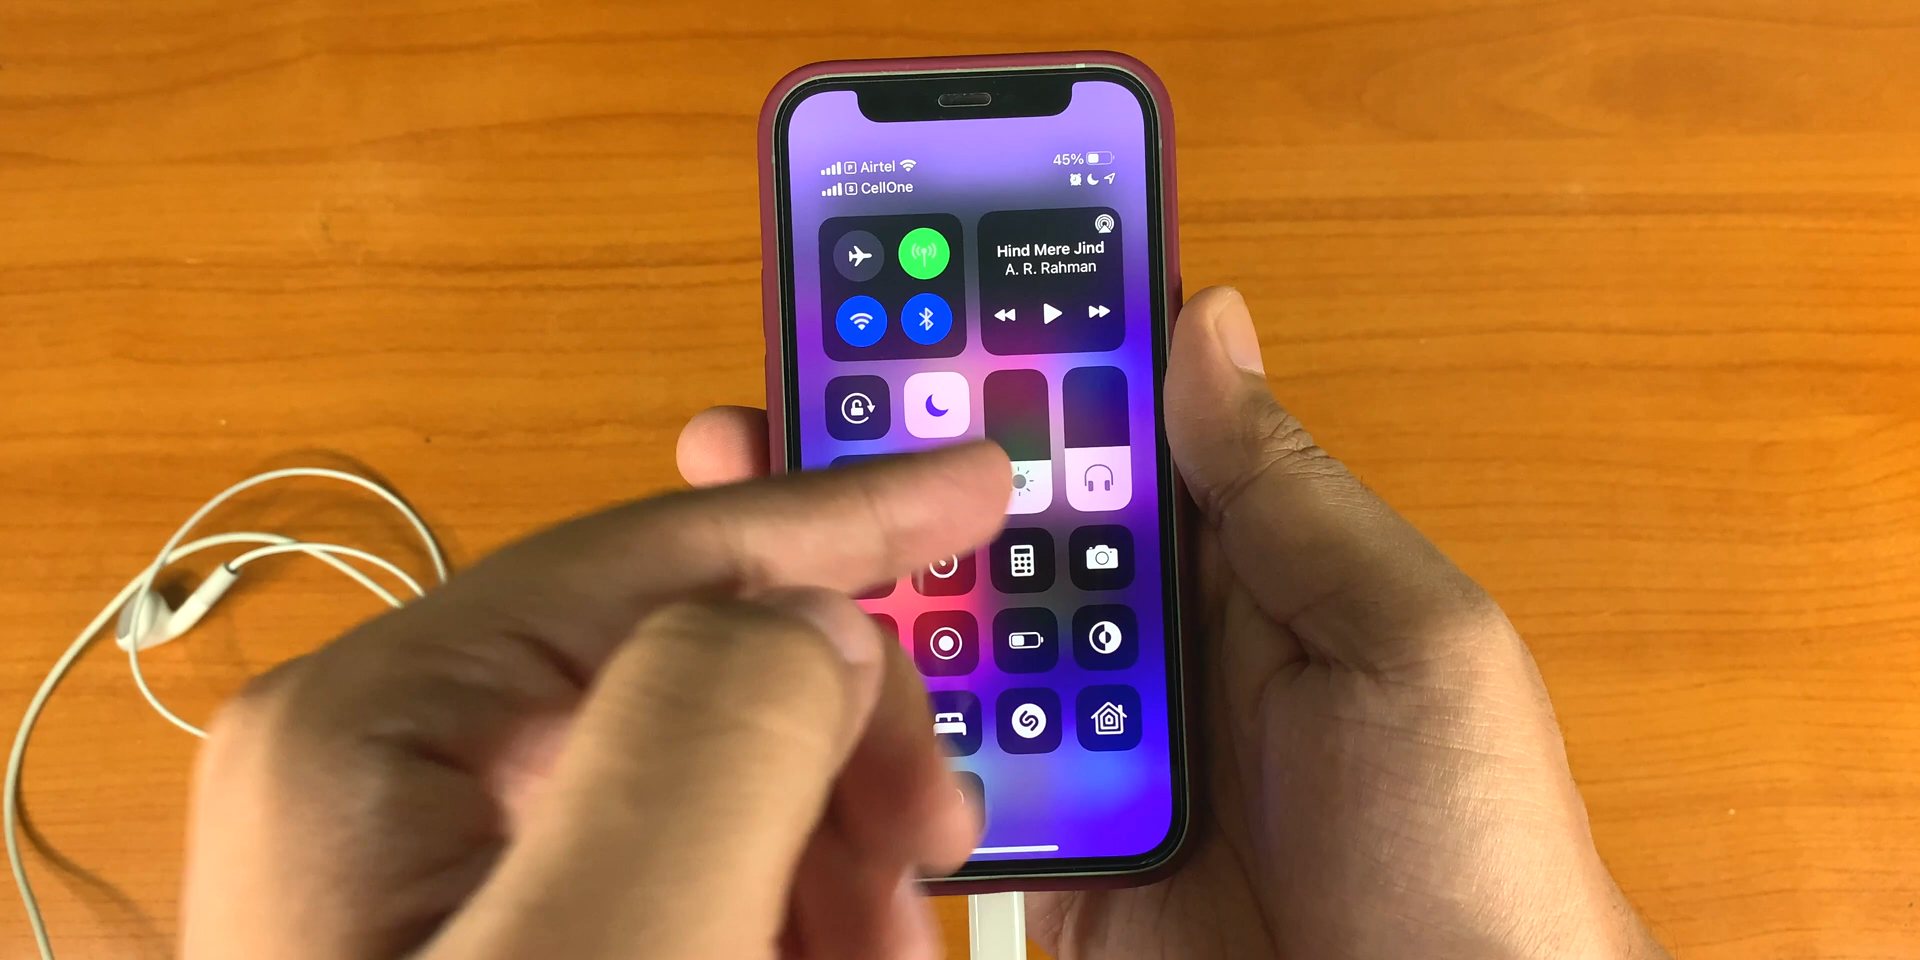 P Airtel
45%
S CellOne
Hind Mere Jind
A. R. Rahman